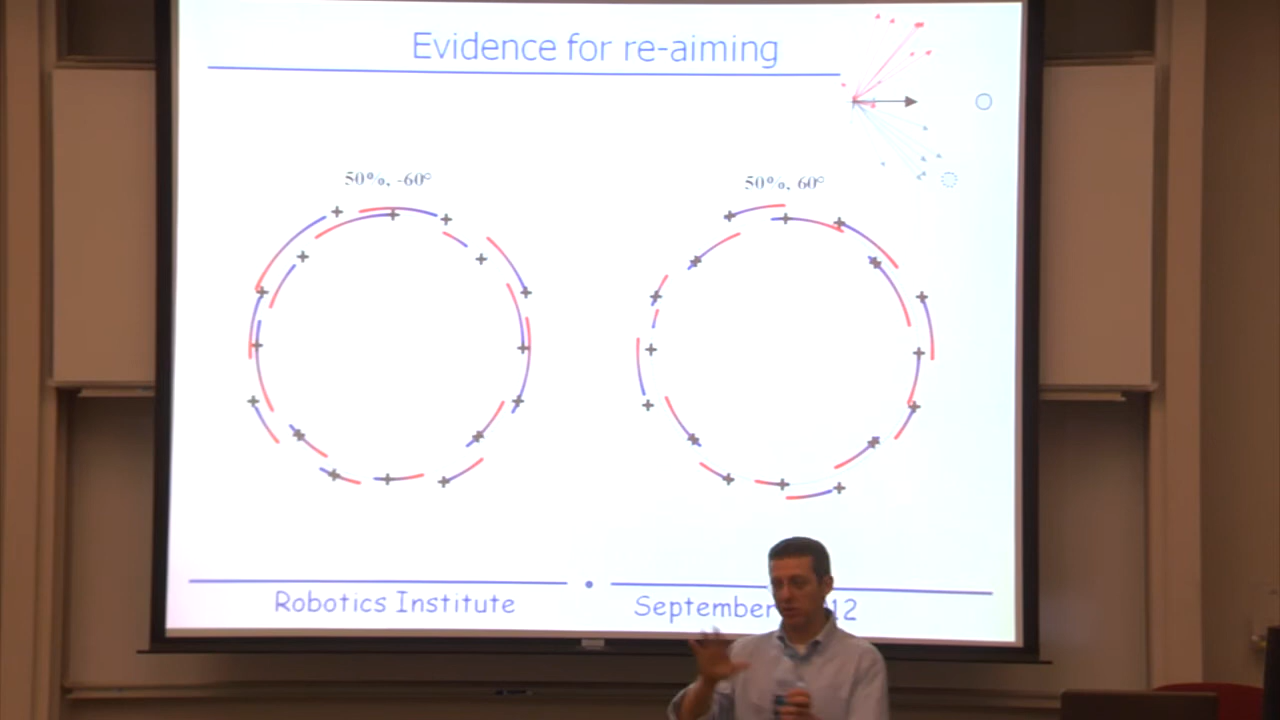 Evidence for re-aiming
50%, -60°
50%, 60°
Robotics Institute
September 12